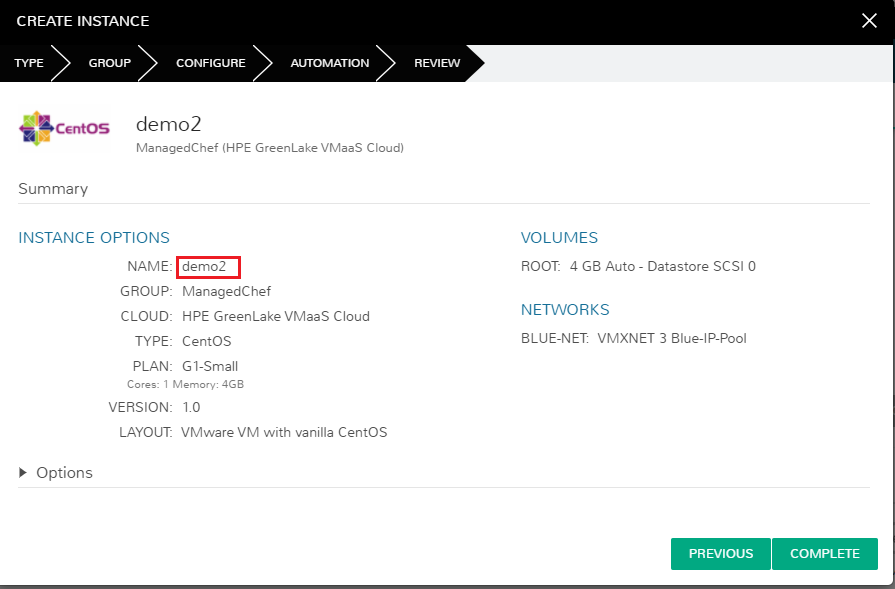 CREATE INSTANCE
TYPE GROUP CONFIGURE AUTOMATION REVIEW
CentOS
demo2
ManagedChef (HPE GreenLake VMaaS Cloud)
Summary
INSTANCE OPTIONS
NAME: demo2
GROUP: ManagedChef
CLOUD: HPE GreenLake VMaaS Cloud
TYPE: CentOS
PLAN: G1-Small
Cores: 1 Memory: 4GB
VERSION: 1.0
LAYOUT: VMware VM with vanilla CentOS
VOLUMES
ROOT: 4 GB Auto - Datastore SCSI 0
NETWORKS
BLUE-NET: VMXNET 3 Blue-IP-Pool
Options
PREVIOUS COMPLETE